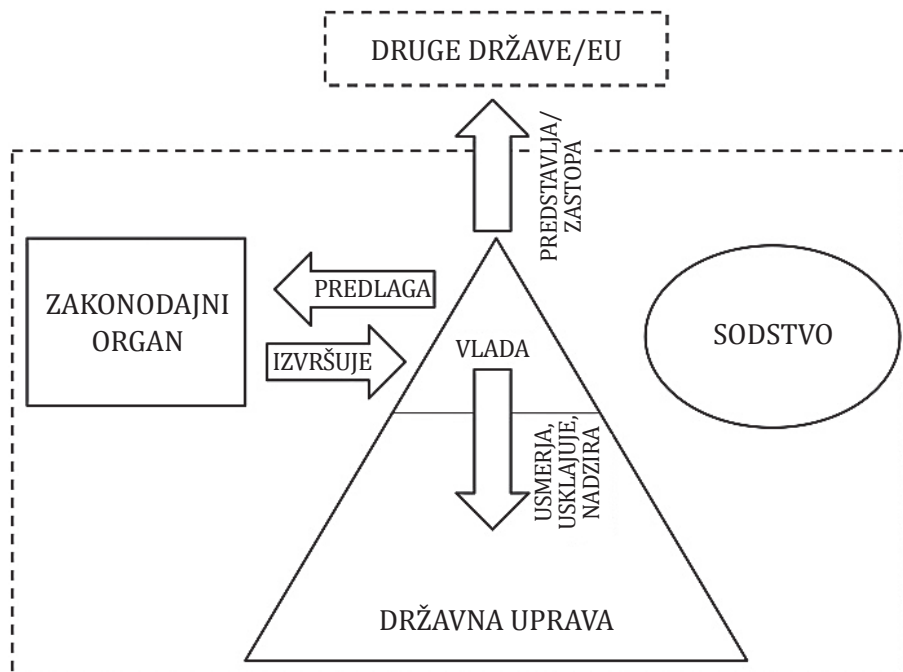 DRUGE DRŽAVE/EU
PREDSTAVLJA/
ZASTOPA
ZAKONODAJNI
ORGAN
PREDLAGA
IZVRŠUJE
VLADA
SODSTVO
USMERJA,
USKLAJUJE,
NADZIRA
DRŽAVNA UPRAVA